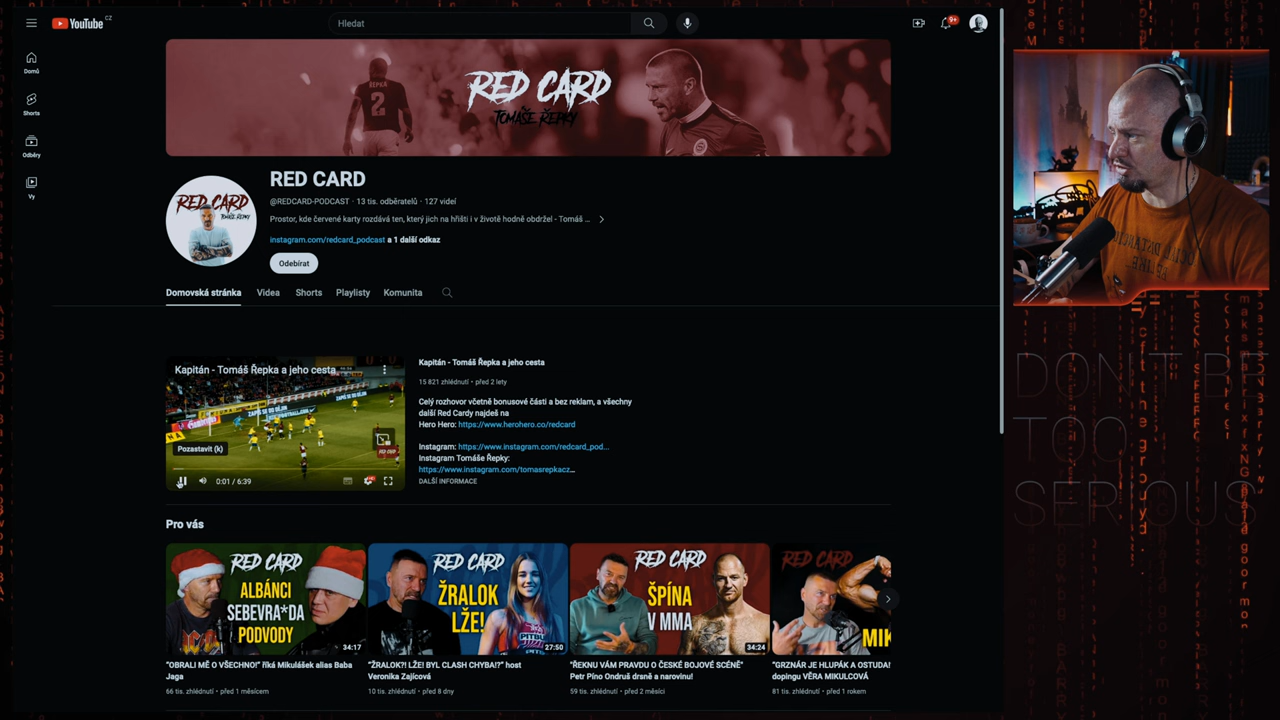 YouTube CZ
Hledat
9+
Domů
Shorts
Odběry
Vy
ŘEPKA
2
RED CARD
TOMÁŠE ŘEPKY
RED CARD
TOMÁŠE ŘEPKY
RED CARD
@REDCARD-PODCAST · 13 tis. odběratelů · 127 videí
Prostor, kde červené karty rozdává ten, který jich na hřišti i v životě hodně obdržel - Tomáš ...
instagram.com/redcard_podcast a 1 další odkaz
Odebírat
Domovská stránka
Videa
Shorts
Playlisty
Komunita
Kapitán - Tomáš Řepka a jeho cesta
Pozastavit (k)
RED CARD
0:01 / 6:39
Kapitán - Tomáš Řepka a jeho cesta
15 821 zhlédnutí • před 2 lety
Celý rozhovor včetně bonusové části a bez reklam, a všechny
další Red Cardy najdeš na
Hero Hero: https://www.herohero.co/redcard
Instagram: https://www.instagram.com/redcard_pod...
Instagram Tomáše Řepky:
https://www.instagram.com/tomasrepkacz...
DALŠÍ INFORMACE
Pro vás
RED CARD
ALBÁNCI
SEBEVRA*DA
PODVODY
34:17
RED CARD
ŽRALOK
LŽE!
27:50
RED CARD
ŠPÍNA
V MMA
34:24
RED CARD
MIK
"OBRALI MĚ O VŠECHNO!" říká Mikulášek alias Baba
Jaga
66 tis. zhlédnutí • před 1 měsícem
"ŽRALOK?! LŽE! BYL CLASH CHYBA!?" host
Veronika Zajícová
10 tis. zhlédnutí • před 8 dny
"ŘEKNU VÁM PRAVDU O ČESKÉ BOJOVÉ SCÉNĚ"
Petr Píno Ondruš drsně a narovinu!
59 tis. zhlédnutí • před 2 měsíci
"GRZNÁR JE HLUPÁK A OSTUDA!
dopingu VĚRA MIKULCOVÁ
81 tis. zhlédnutí • před 1 rokem
DON'T BE
TOO
SERIOUS